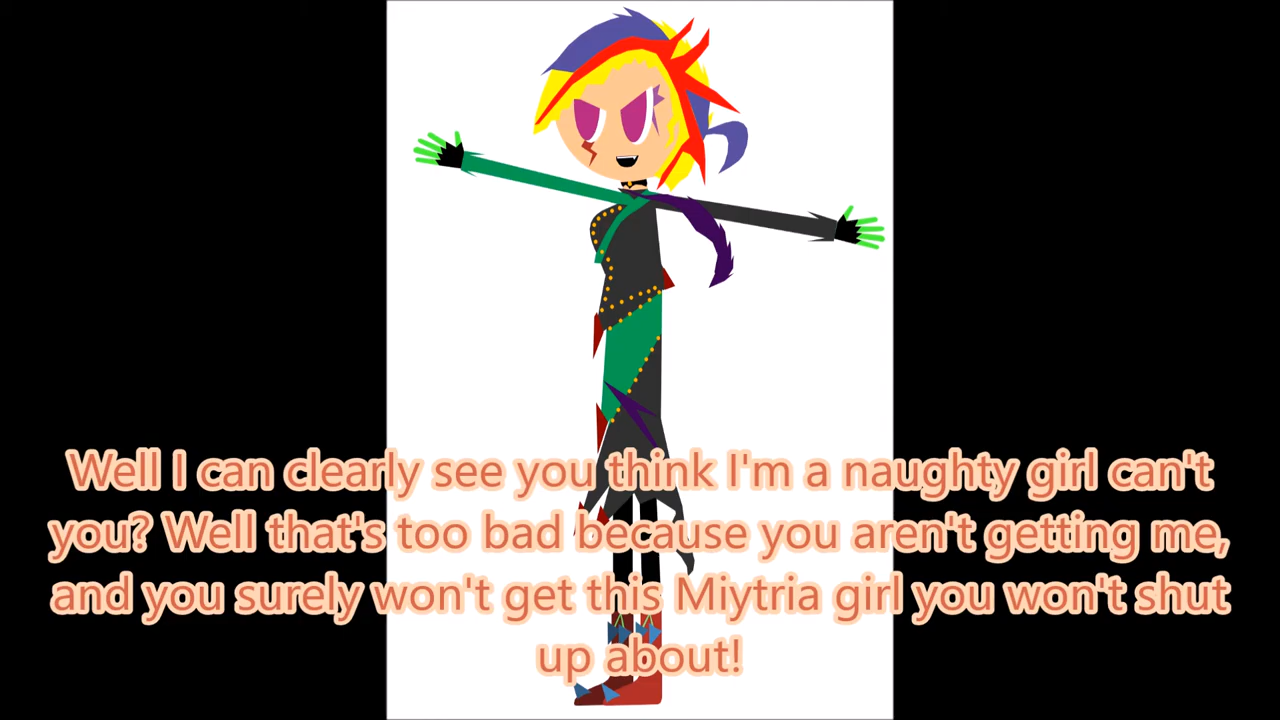 Well I can clearly see you think I'm a naughty girl can't
you? Well that's too bad because you aren't getting me,
and you surely won't get this Miytria girl you won't shut
up about!